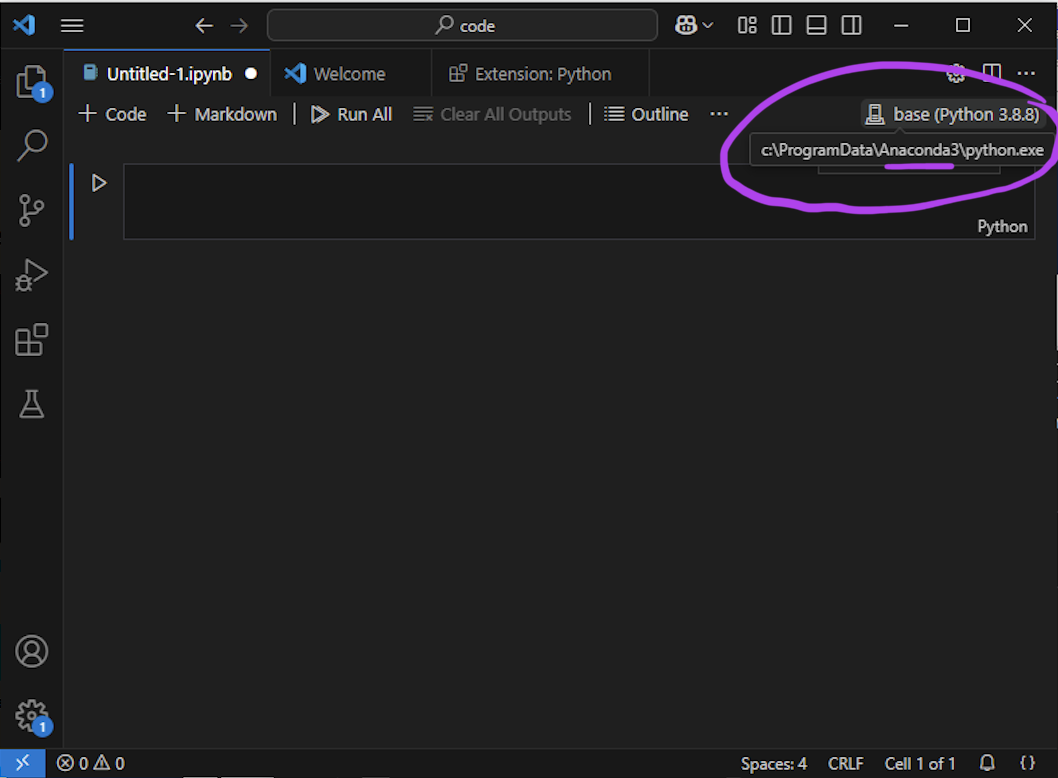 code
Untitled-1.ipynb Welcome Extension: Python
Code Markdown Run All Clear All Outputs Outline ... base (Python 3.8.8)
c:\ProgramData\Anaconda3\python.exe
Python
1
1
0 0 Spaces: 4 CRLF Cell 1 of 1 {}